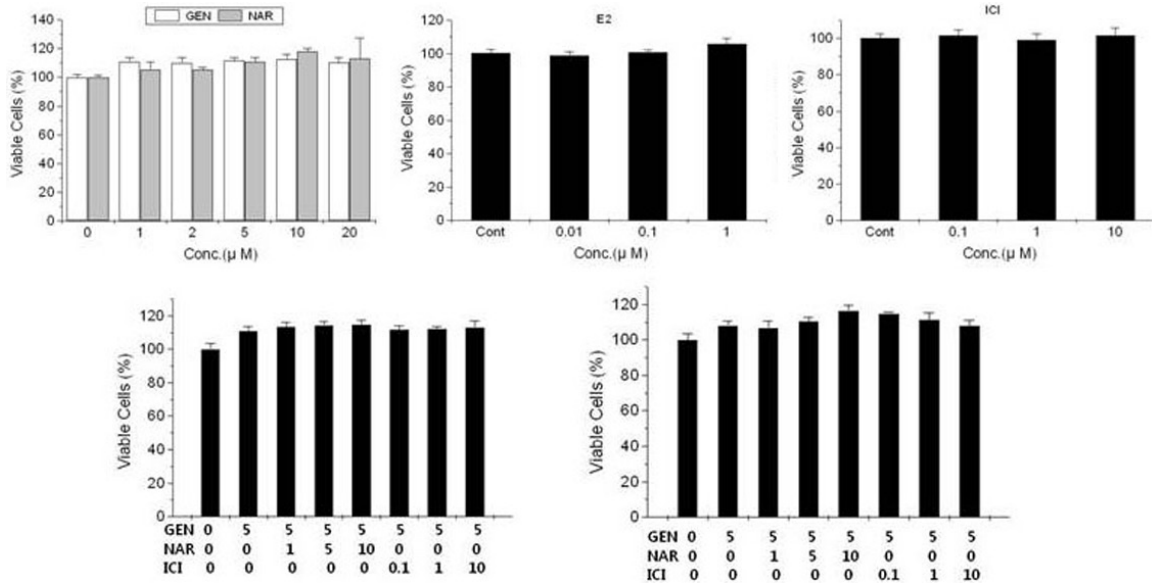 GEN NAR
140
120
100
80
60
40
20
0
Viable Cells (%)
0 1 2 5 10 20
Conc.(μ M)
E2
120
100
80
60
40
20
0
Viable Cells (%)
Cont 0.01 0.1 1
Conc.(μ M)
ICI
100
80
60
40
20
0
Viable Cells (%)
Cont 0.1 1 10
Conc.(μ M)
120
100
80
60
40
20
0
Viable Cells (%)
GEN 0 5 5 5 5 5 5 5
NAR 0 0 1 5 10 0 0 0
ICI 0 0 0 0 0 0.1 1 10
120
100
80
60
40
20
0
Viable Cells (%)
GEN 0 5 5 5 5 5 5 5
NAR 0 0 1 5 10 0 0 0
ICI 0 0 0 0 0 0.1 1 10